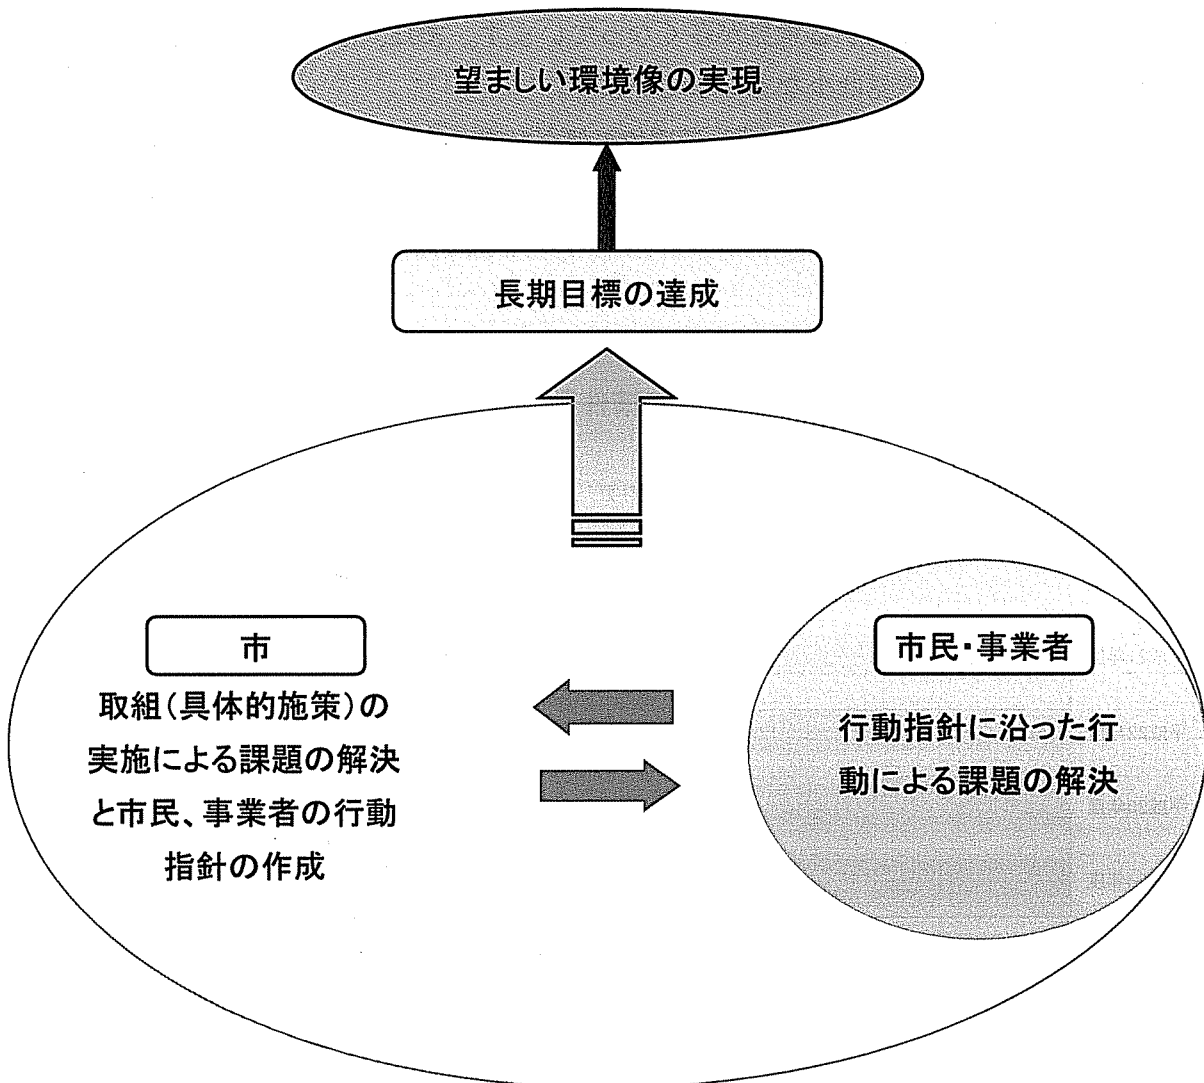 望ましい環境像の実現
長期目標の達成
市
取組(具体的施策)の
実施による課題の解決
と市民、事業者の行動
指針の作成
市民・事業者
行動指針に沿った行
動による課題の解決